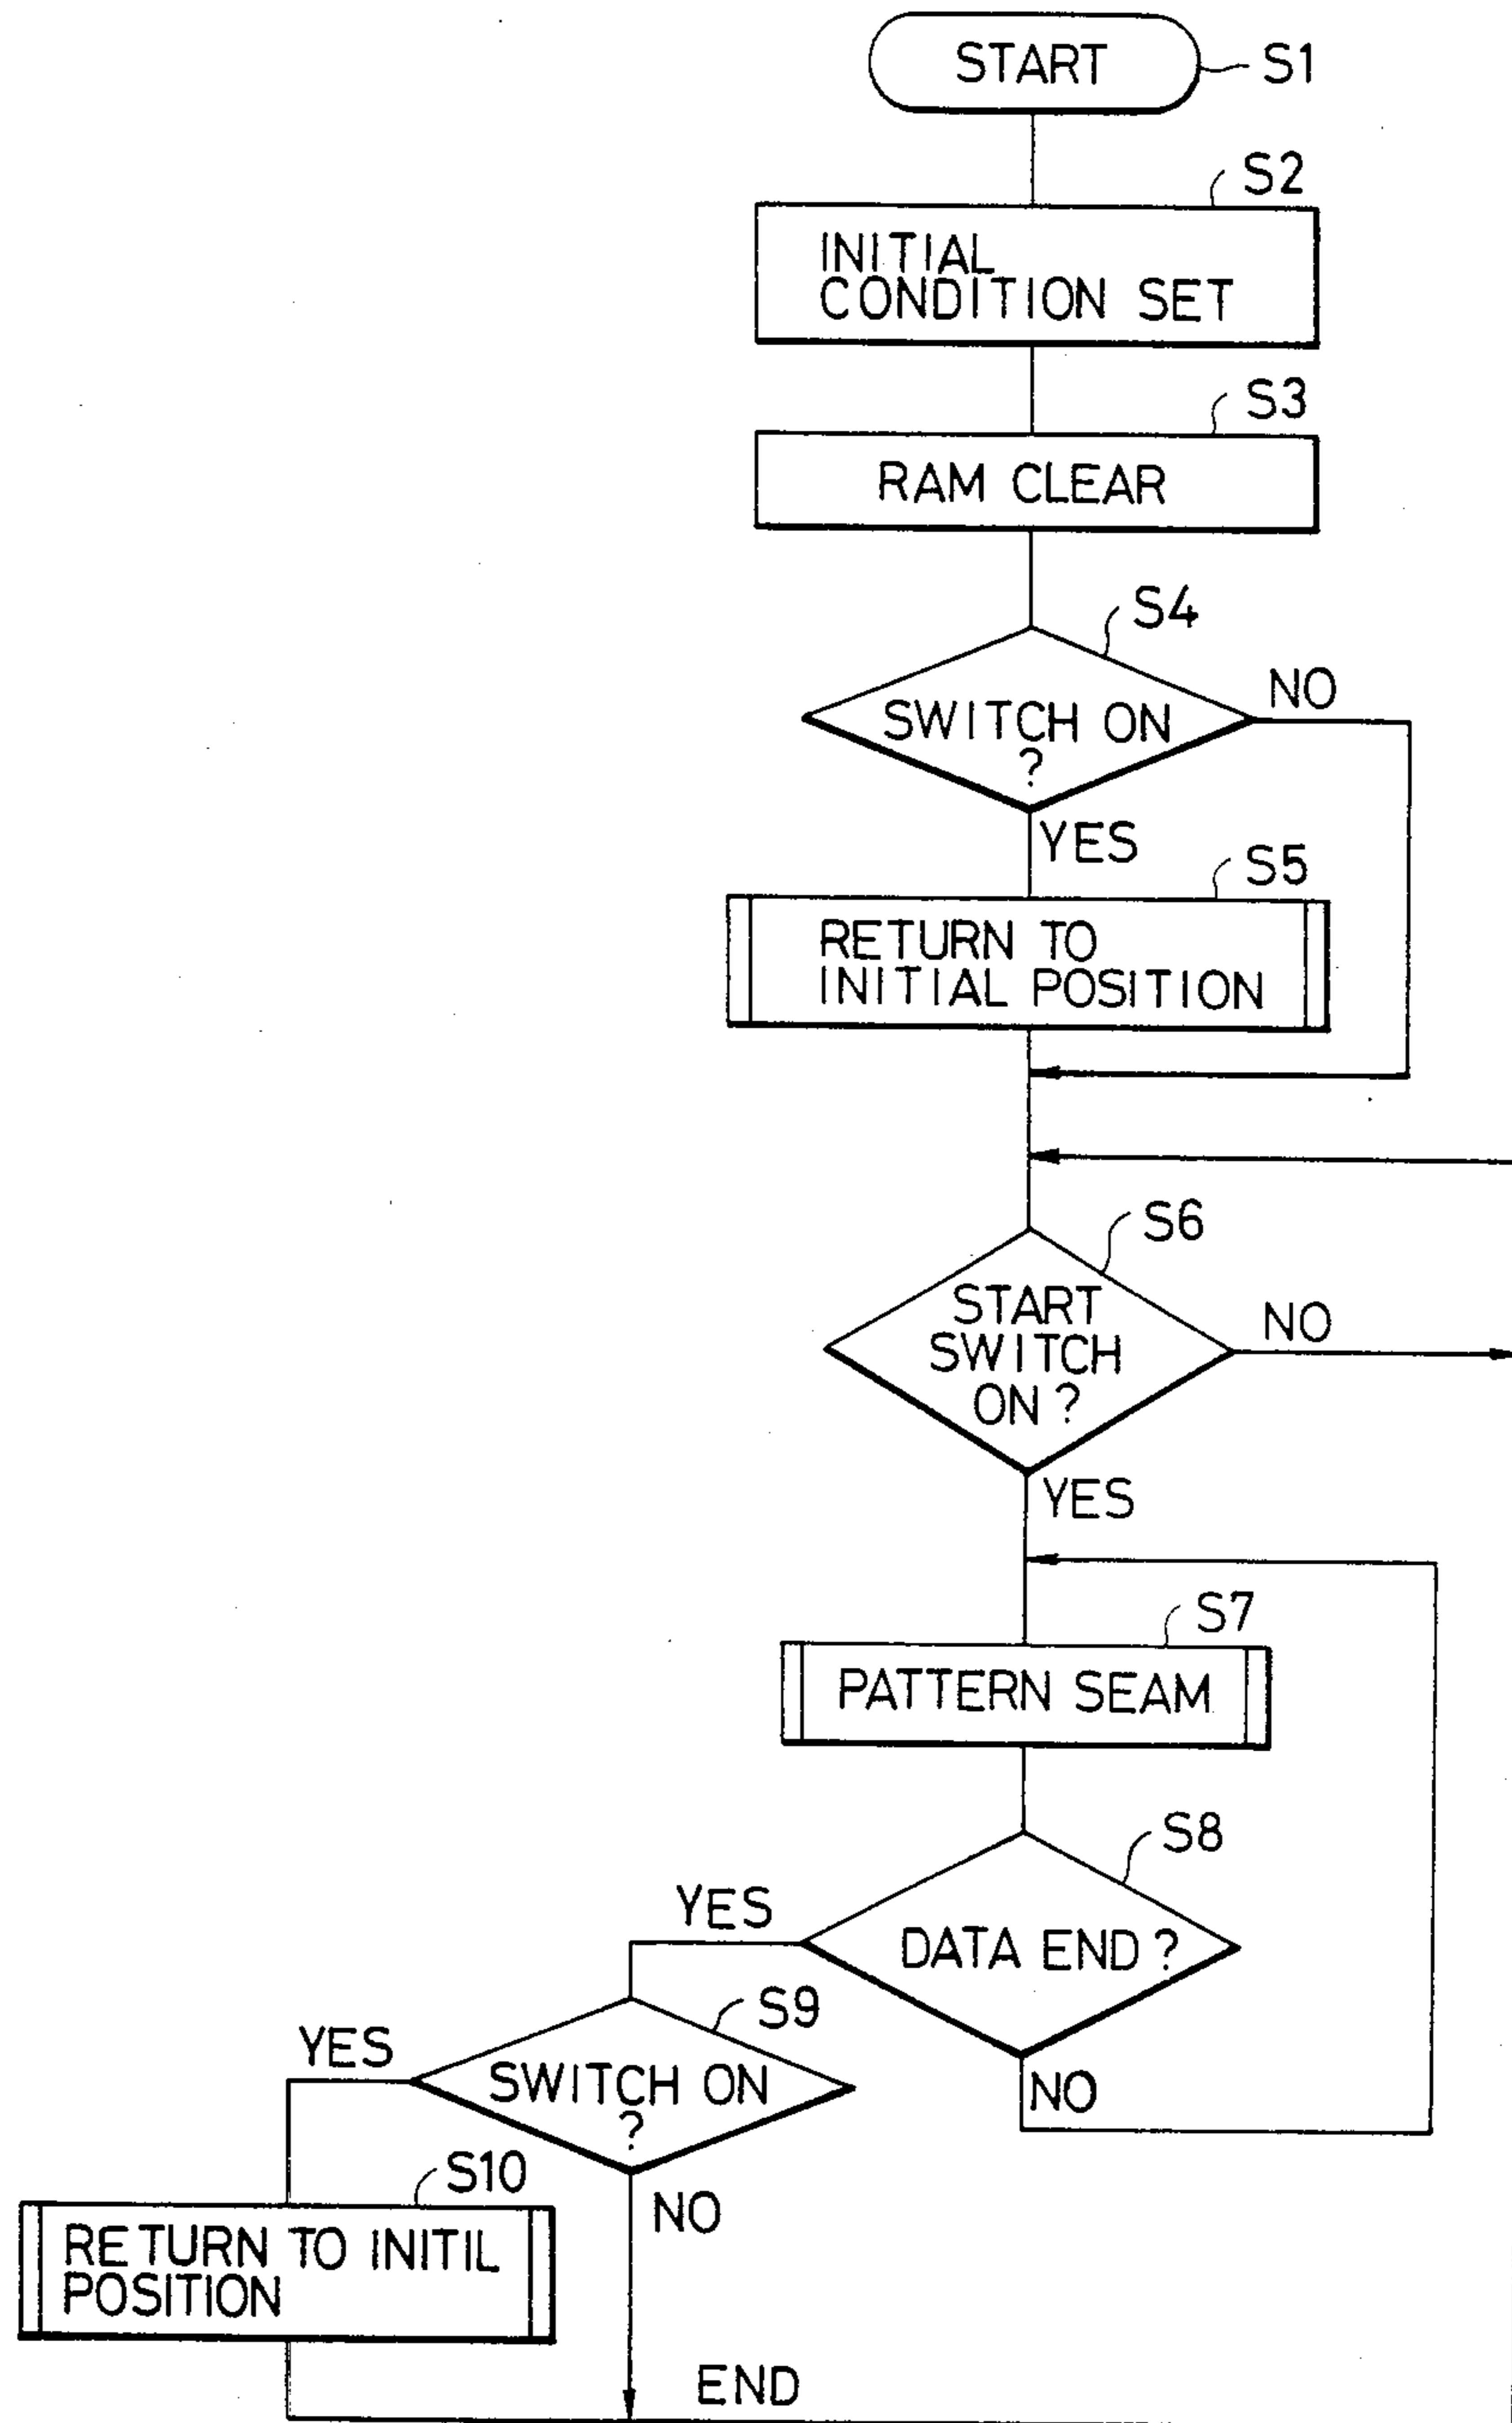 START
S1
S2
INITIAL
CONDITION SET
S3
RAM CLEAR
S4
SWITCH ON
?
NO
YES
S5
RETURN TO
INITIAL POSITION
S6
START
SWITCH
ON ?
NO
YES
S7
PATTERN SEAM
S8
DATA END ?
YES
NO
S9
SWITCH ON
?
YES
NO
S10
RETURN TO INITIL
POSITION
END